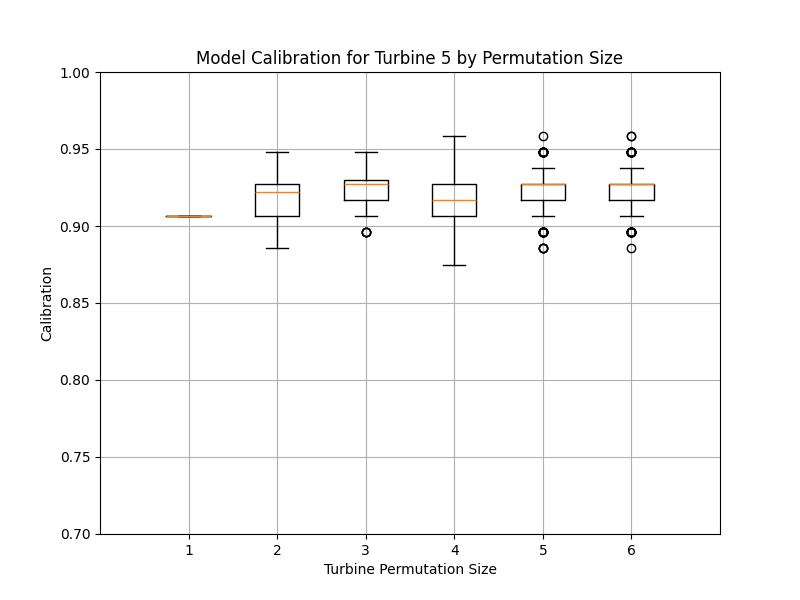 Model Calibration for Turbine 5 by Permutation Size
1.00
0.95
0.90
0.85
0.80
0.75
0.70
Calibration
1 2 3 4 5 6
Turbine Permutation Size